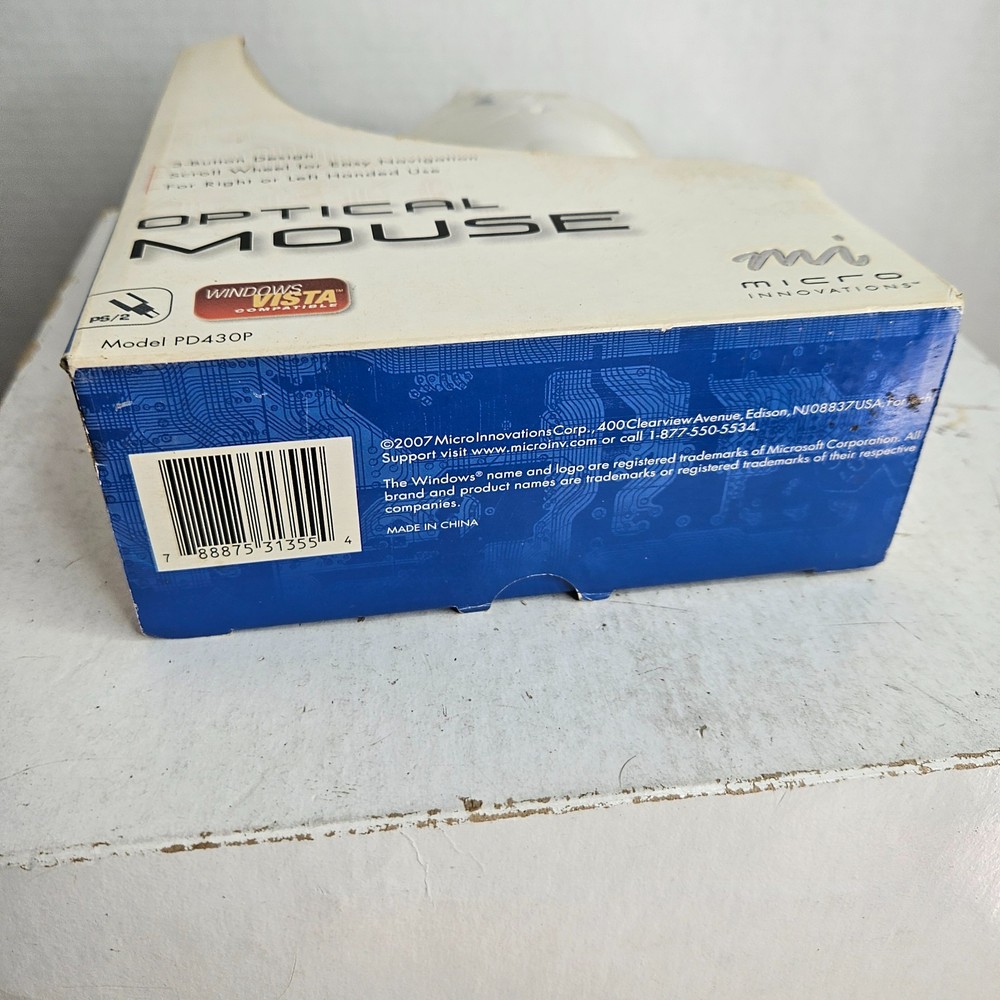 3-Button Design
Scroll Wheel for Easy Navigation
For Right or Left Handed Use
OPTICAL
MOUSE
mi
micro
INNOVATIONS™
PS/2
WINDOWS
VISTA™
COMPATIBLE
Model PD430P
©2007 Micro Innovations Corp., 400 Clearview Avenue, Edison, NJ 08837 USA. For Tech
Support visit www.microinv.com or call 1-877-550-5534.
The Windows® name and logo are registered trademarks of Microsoft Corporation. All
brand and product names are trademarks or registered trademarks of their respective
companies.
MADE IN CHINA
7 88875 31355 4